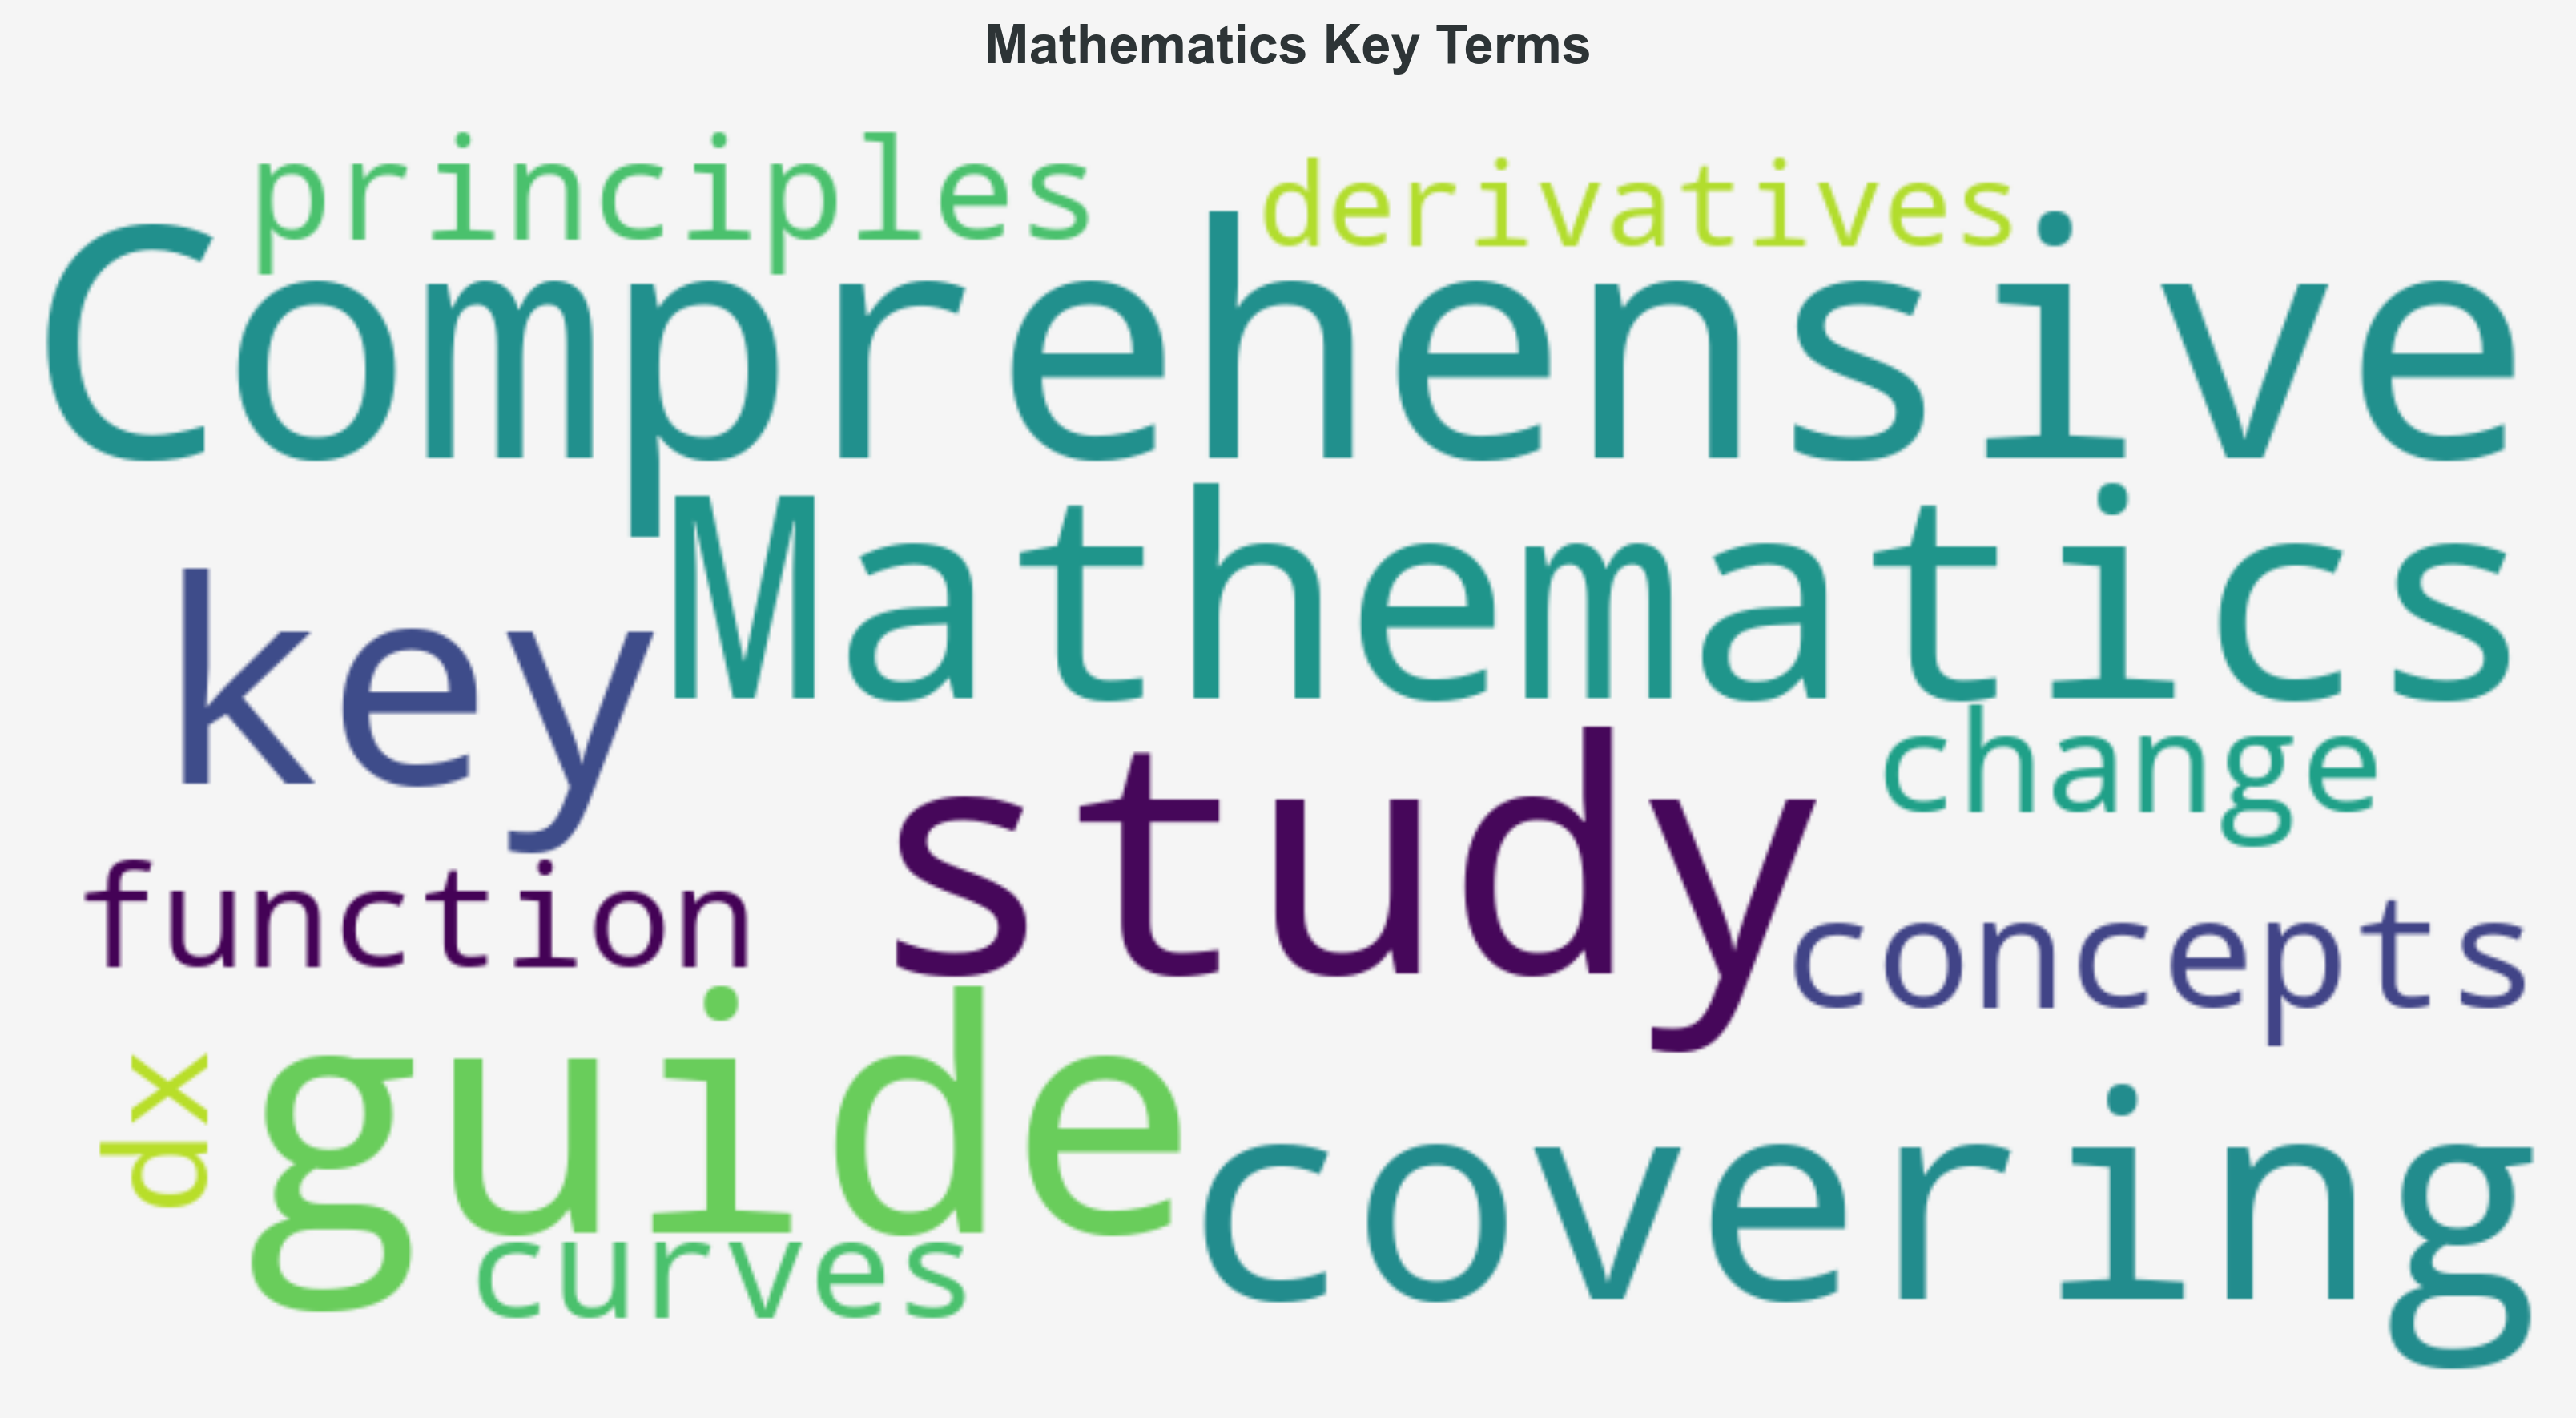 Mathematics Key Terms
principles
derivatives
Comprehensive
Mathematics
key
study
change
function
concepts
dx
guide
covering
curves